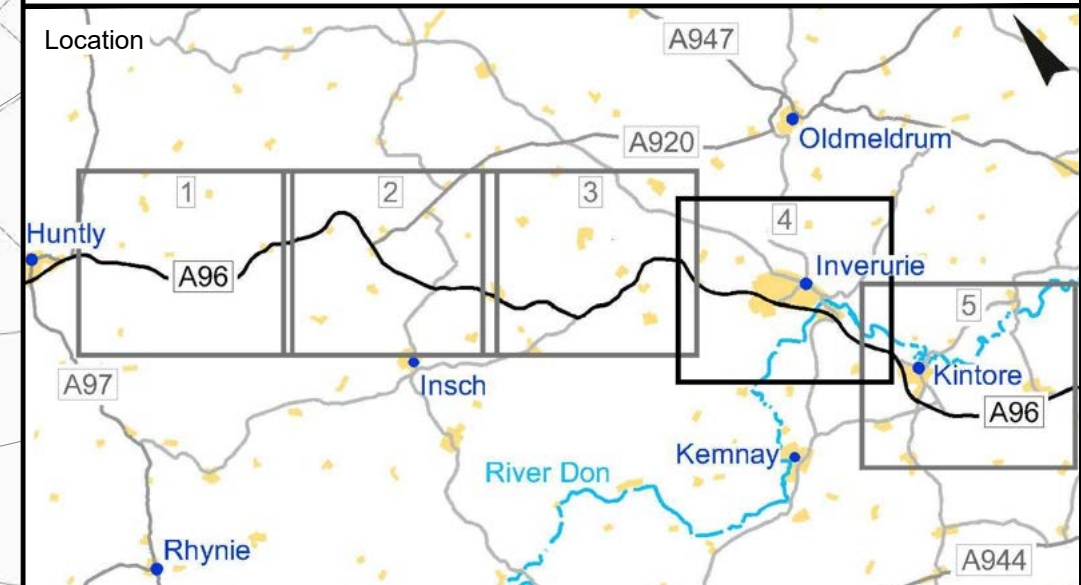 Location
A947
Oldmeldrum
A920
1
2
3
4
Huntly
A96
Inverurie
5
A97
Insch
Kintore
A96
Kemnay
River Don
Rhynie
A944